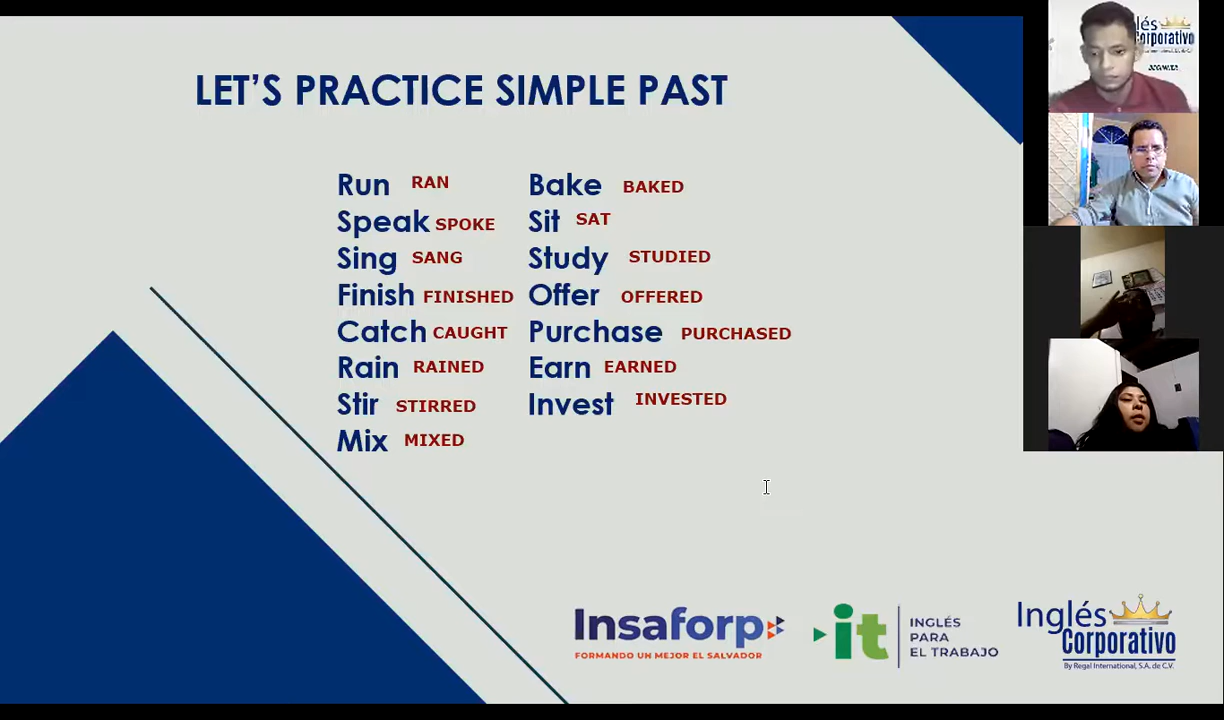 LET'S PRACTICE SIMPLE PAST
Run RAN
Speak SPOKE
Sing SANG
Finish FINISHED
Catch CAUGHT
Rain RAINED
Stir STIRRED
Mix MIXED
Bake BAKED
Sit SAT
Study STUDIED
Offer OFFERED
Purchase PURCHASED
Earn EARNED
Invest INVESTED
Insaforp
FORMANDO UN MEJOR EL SALVADOR
it
INGLÉS
PARA
EL TRABAJO
Inglés
Corporativo
By Regal International, S.A. de C.V.
lés
Corporativo